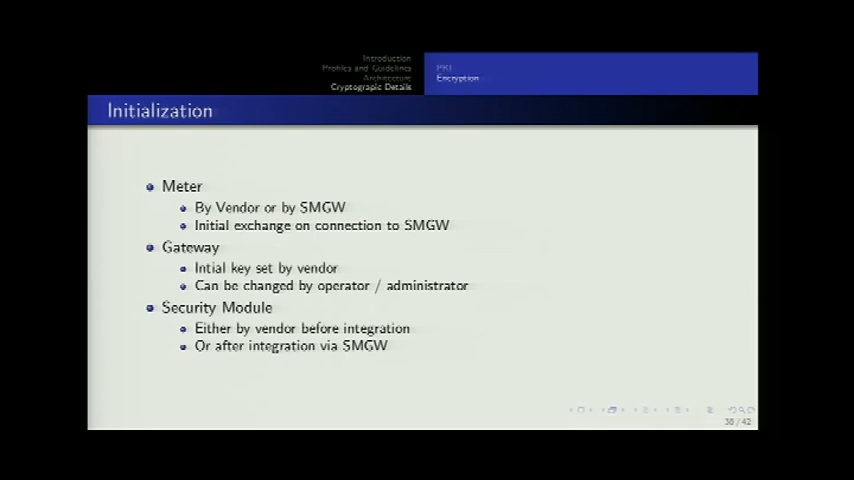 Introduction
Profiles and Guidelines
Architecture
Cryptograpic Details
PKI
Encryption
Initialization
Meter
By Vendor or by SMGW
Initial exchange on connection to SMGW
Gateway
Intial key set by vendor
Can be changed by operator / administrator
Security Module
Either by vendor before integration
Or after integration via SMGW
38 / 42